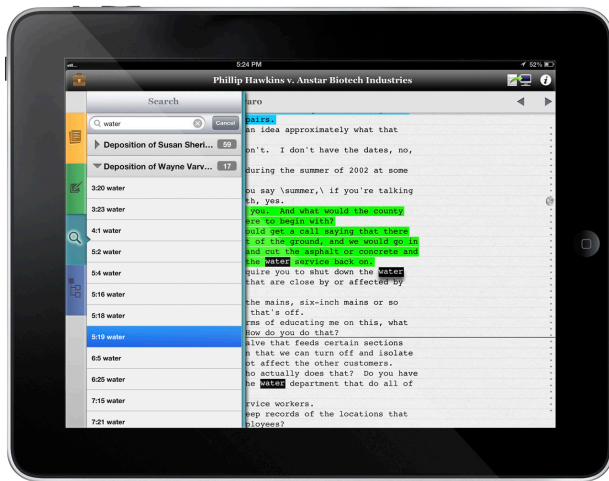 5:24 PM
52%
Phillip Hawkins v. Anstar Biotech Industries
i
Search
aro
water
Cancel
Deposition of Susan Sheri... 59
Deposition of Wayne Varv... 17
3:20 water
3:23 water
4:1 water
5:2 water
5:4 water
5:16 water
5:18 water
5:19 water
6:5 water
6:25 water
7:15 water
7:21 water
pairs.
an idea approximately what that
on't. I don't have the dates, no,
during the summer of 2002 at some
ou say \summer,\ if you're talking
th, yes.
you. And what would the county
ere to begin with?
ould get a call saying that there
t of the ground, and we would go in
and cut the asphalt or concrete and
the water service back on.
quire you to shut down the water
that are close by or affected by
the mains, six-inch mains or so
that's off.
rms of educating me on this, what
How do you do that?
alve that feeds certain sections
n that we can turn off and isolate
ot affect the other customers.
ho actually does that? Do you have
he water department that do all of
rvice workers.
eep records of the locations that
ployees?